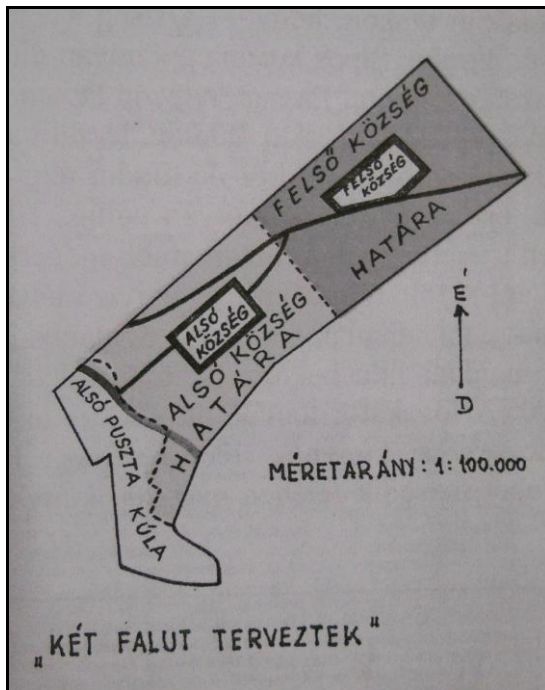 FELSŐ KÖZSÉG
HATÁRA
FELSŐ
KÖZSÉG
ALSÓ
KÖZSÉG
ALSÓ KÖZSÉG
HATÁRA
ALSÓ PUSZTA
KÚLA
É
D
MÉRETARÁNY: 1: 100.000
„KÉT FALUT TERVEZTEK"